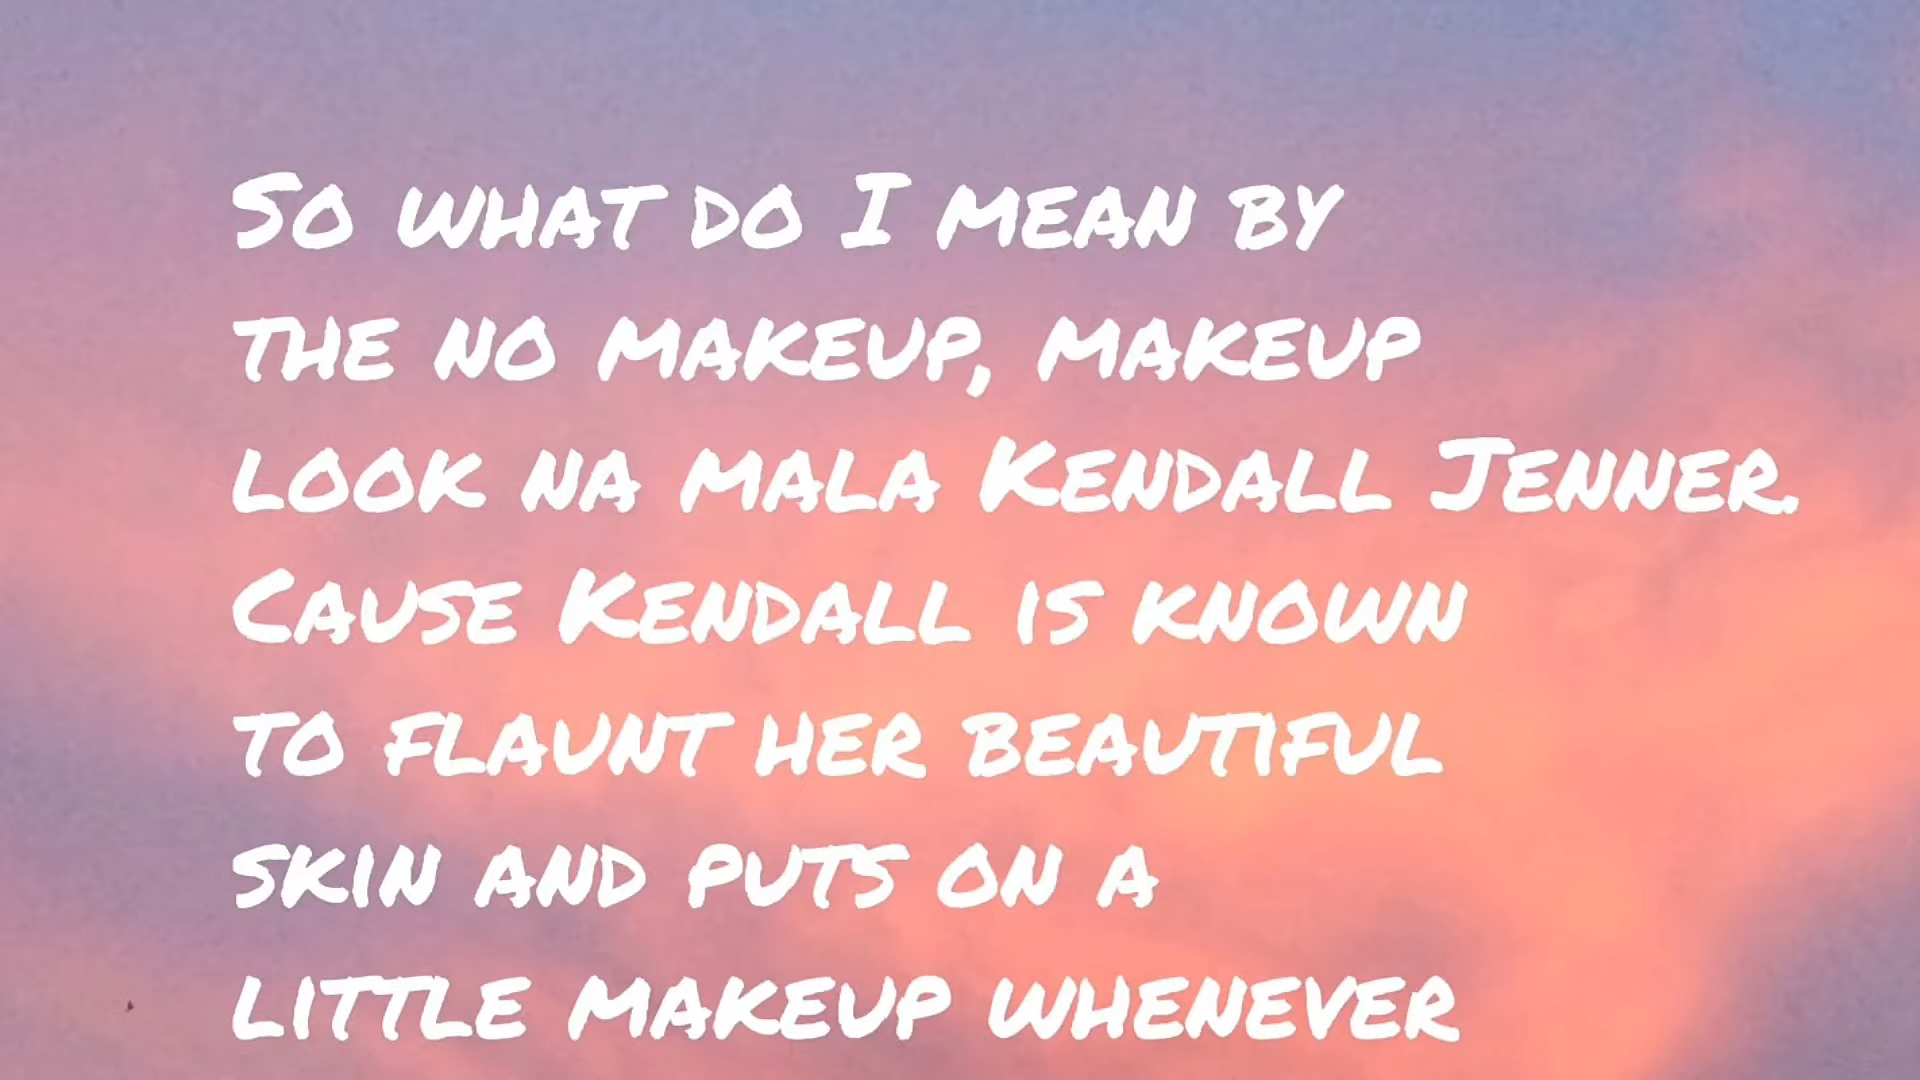 So what do I mean by
the no makeup, makeup
look na mala Kendall Jenner.
Cause Kendall is known
to flaunt her beautiful
skin and puts on a
little makeup whenever